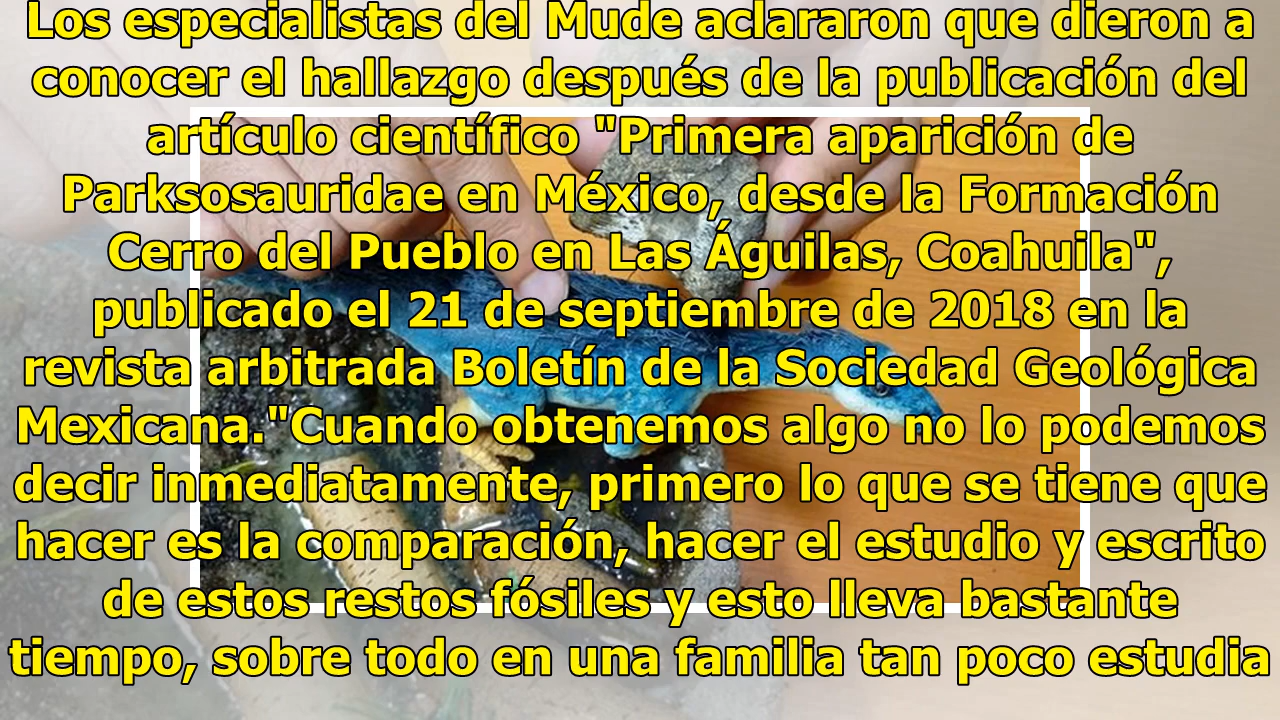 Los especialistas del Mude aclararon que dieron a
conocer el hallazgo después de la publicación del
artículo científico "Primera aparición de
Parksosauridae en México, desde la Formación
Cerro del Pueblo en Las Águilas, Coahuila",
publicado el 21 de septiembre de 2018 en la
revista arbitrada Boletín de la Sociedad Geológica
Mexicana."Cuando obtenemos algo no lo podemos
decir inmediatamente, primero lo que se tiene que
hacer es la comparación, hacer el estudio y escrito
de estos restos fósiles y esto lleva bastante
tiempo, sobre todo en una familia tan poco estudia